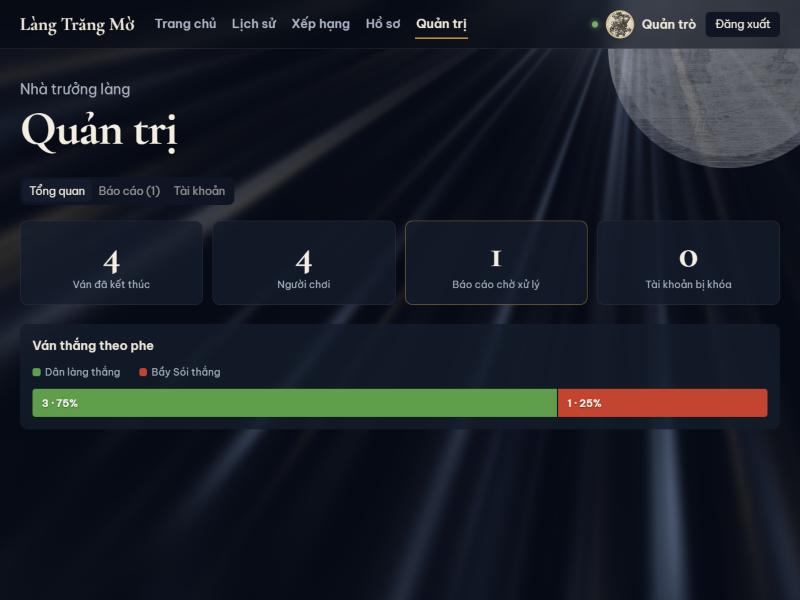 Làng Trăng Mờ Trang chủ Lịch sử Xếp hạng Hồ sơ Quản trị Quản trò Đăng xuất
Nhà trưởng làng
Quản trị
Tổng quan Báo cáo (1) Tài khoản
4 4 1 0
Ván đã kết thúc Người chơi Báo cáo chờ xử lý Tài khoản bị khóa
Ván thắng theo phe
Dân làng thắng Bầy Sói thắng
3 · 75% 1 · 25%